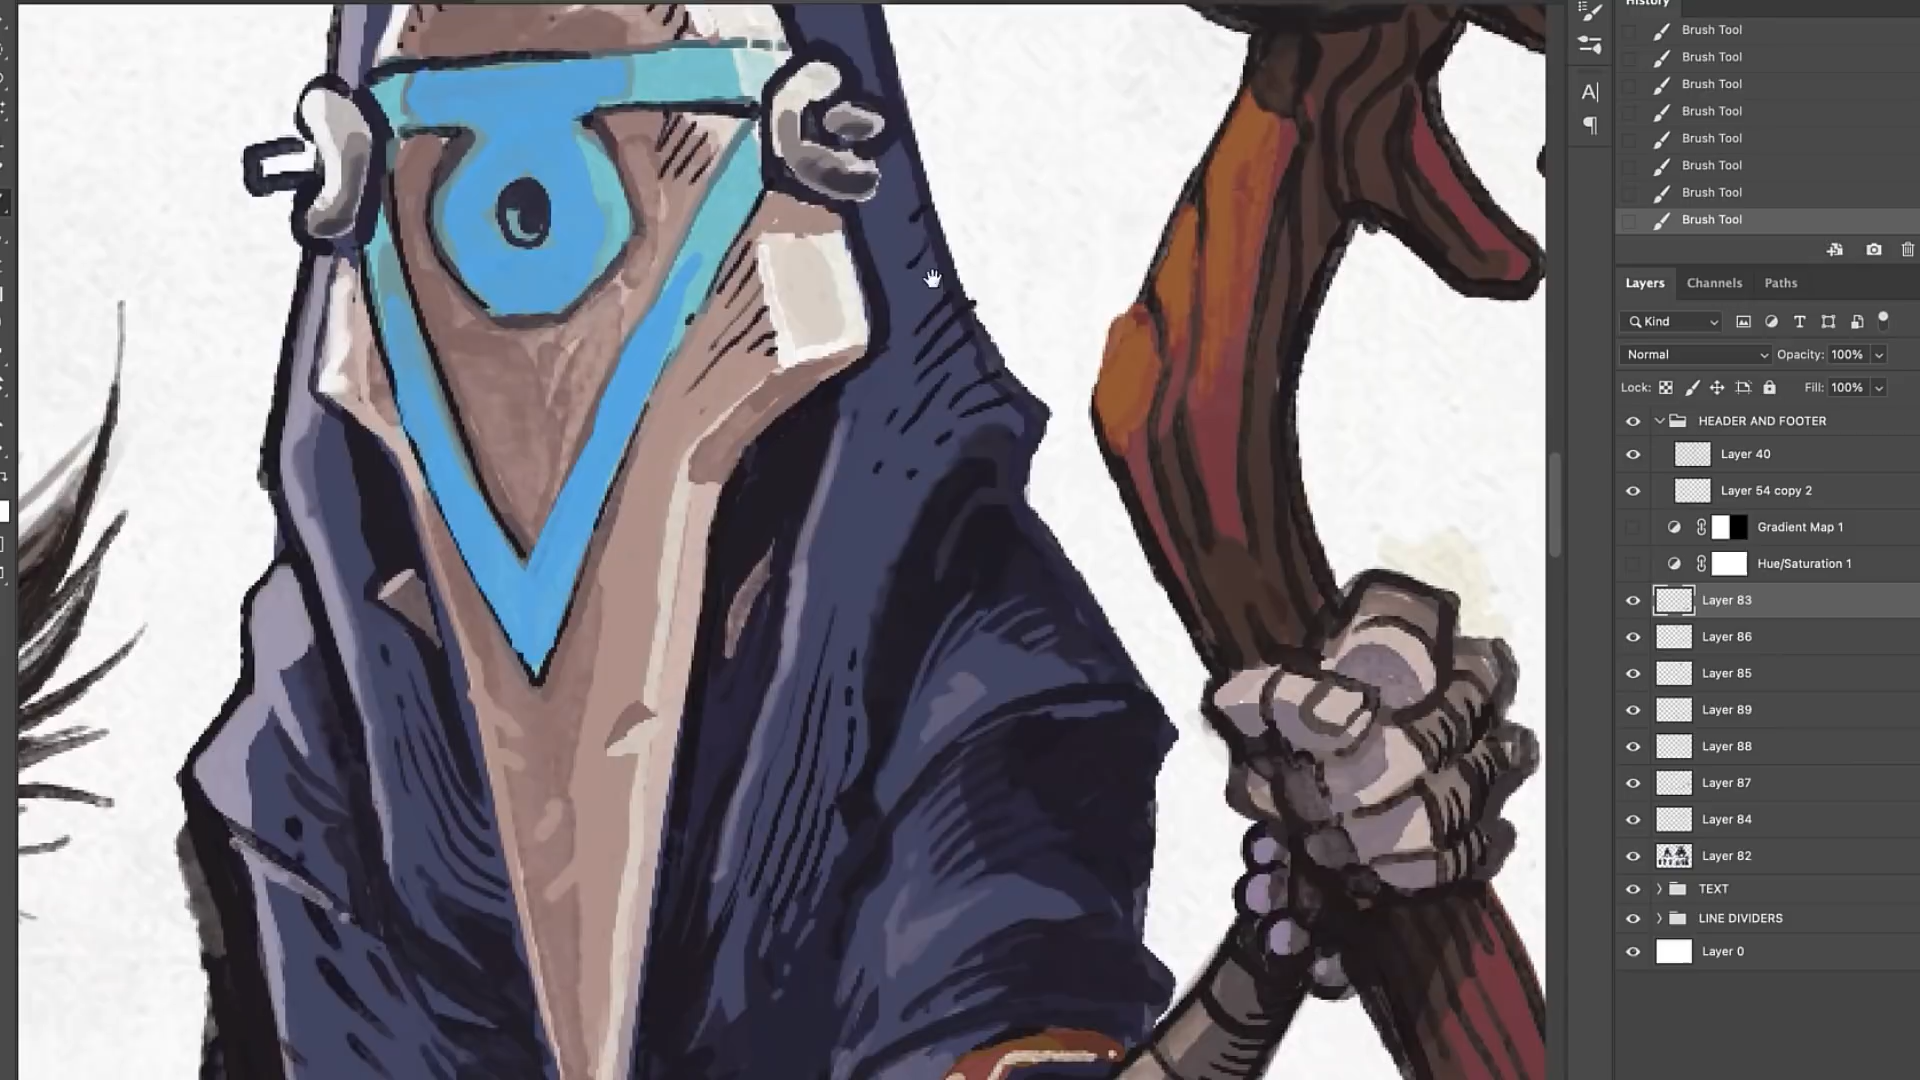 History
Brush Tool
Brush Tool
Brush Tool
Brush Tool
Brush Tool
Brush Tool
Brush Tool
Brush Tool
Layers Channels Paths
Kind
Normal Opacity: 100%
Lock: Fill: 100%
HEADER AND FOOTER
Layer 40
Layer 54 copy 2
Gradient Map 1
Hue/Saturation 1
Layer 83
Layer 86
Layer 85
Layer 89
Layer 88
Layer 87
Layer 84
Layer 82
TEXT
LINE DIVIDERS
Layer 0